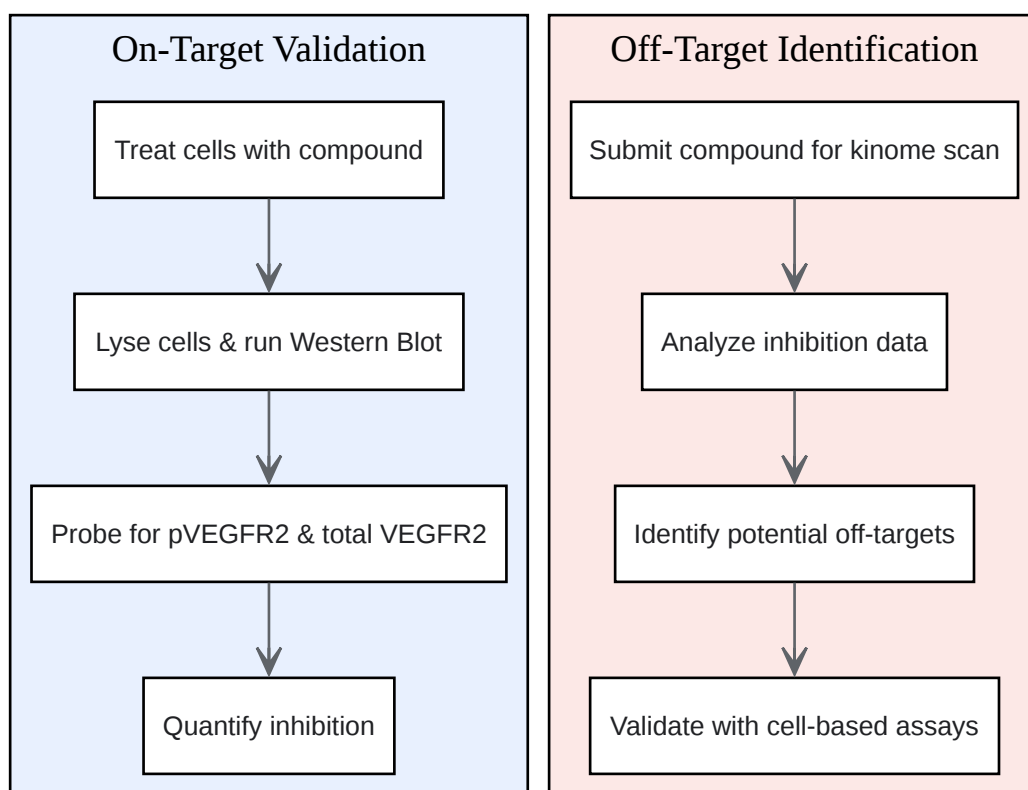 On-Target Validation
Treat cells with compound
Lyse cells & run Western Blot
Probe for pVEGFR2 & total VEGFR2
Quantify inhibition
Off-Target Identification
Submit compound for kinome scan
Analyze inhibition data
Identify potential off-targets
Validate with cell-based assays